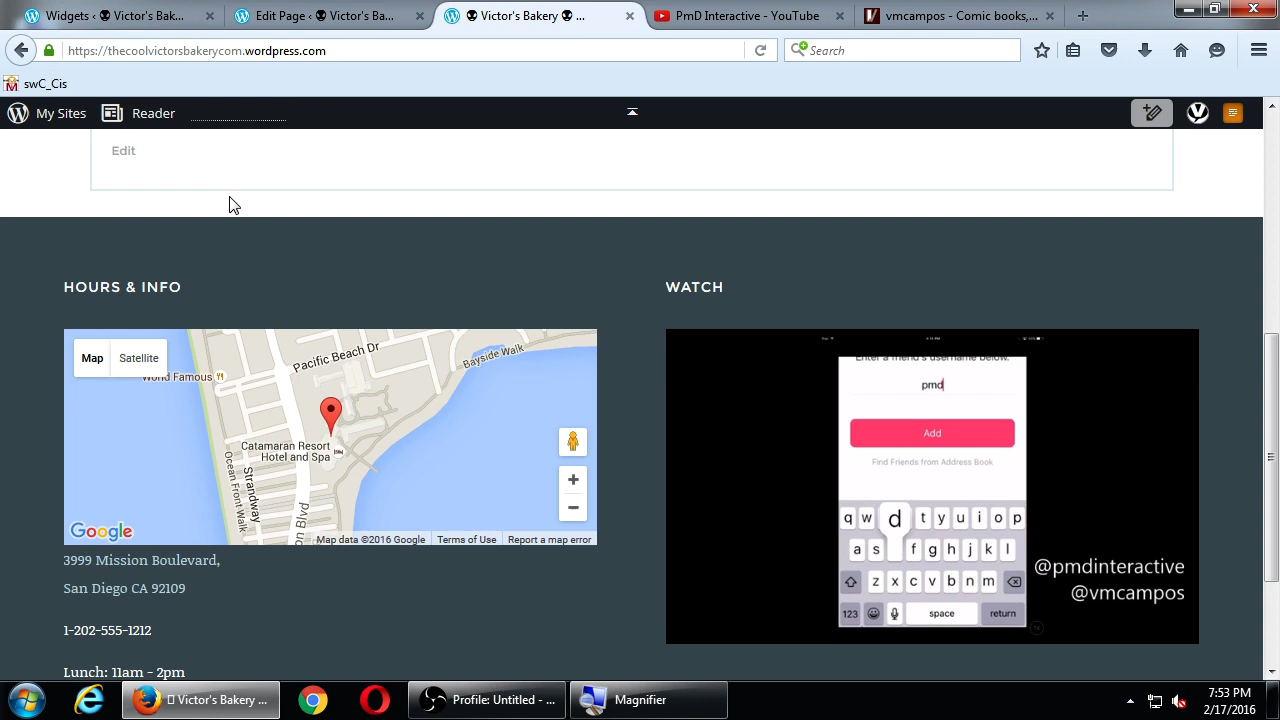 Widgets ‹ Victor's Bak... ×
Edit Page ‹ Victor's Ba... ×
Victor's Bakery ... ×
PmD Interactive - YouTube ×
vmcampos - Comic books,... ×
https://thecoolvictorsbakerycom.wordpress.com
Search
swC_Cis
My Sites
Reader
Edit
HOURS & INFO
WATCH
Map
Satellite
World Famous
Pacific Beach Dr
Bayside Walk
Catamaran Resort
Hotel and Spa
Ocean Front Walk
Strandway
on Blvd
Google
Map data ©2016 Google
Terms of Use
Report a map error
3999 Mission Boulevard,
San Diego CA 92109
1-202-555-1212
Lunch: 11am - 2pm
Enter a friend's username below.
pmd
Add
Find Friends from Address Book
q w d t y u i o p
a s f g h j k l
z x c v b n m
123 space return
@pmdinteractive
@vmcampos
Victor's Bakery ...
Profile: Untitled - ...
Magnifier
7:53 PM
2/17/2016